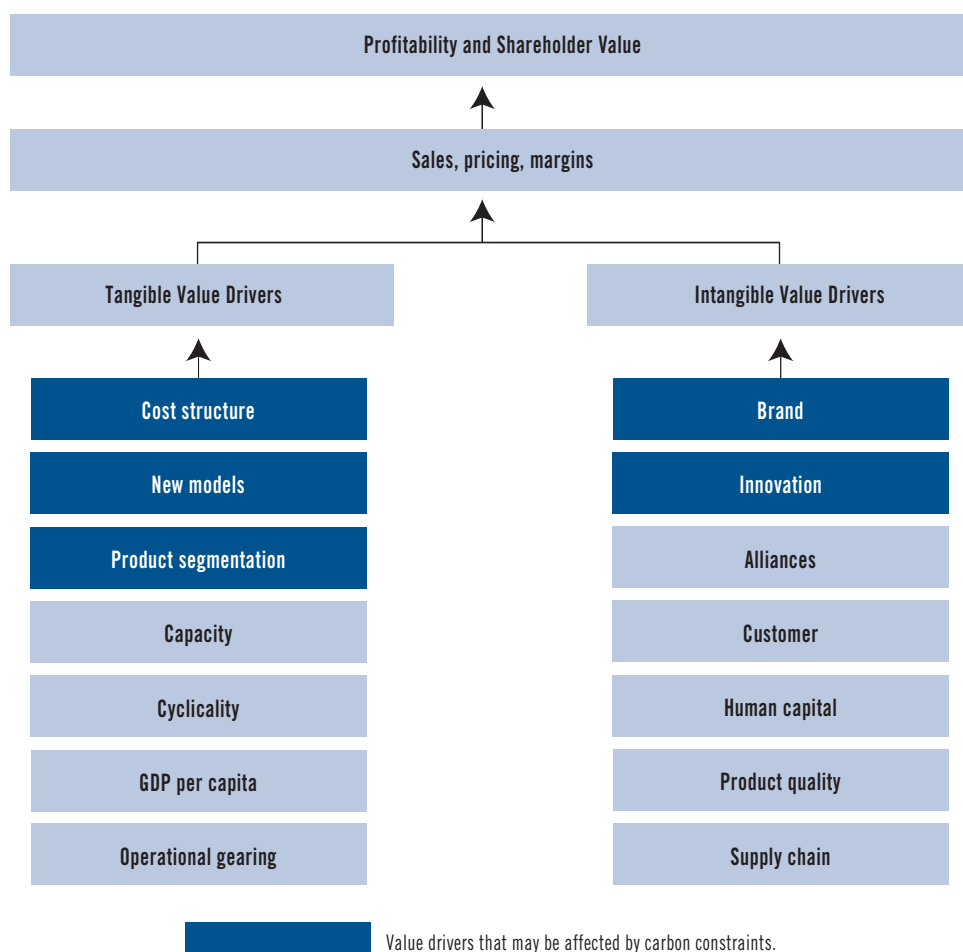 Profitability and Shareholder Value
Sales, pricing, margins
Tangible Value Drivers
Intangible Value Drivers
Cost structure
New models
Product segmentation
Capacity
Cyclicality
GDP per capita
Operational gearing
Brand
Innovation
Alliances
Customer
Human capital
Product quality
Supply chain
Value drivers that may be affected by carbon constraints.